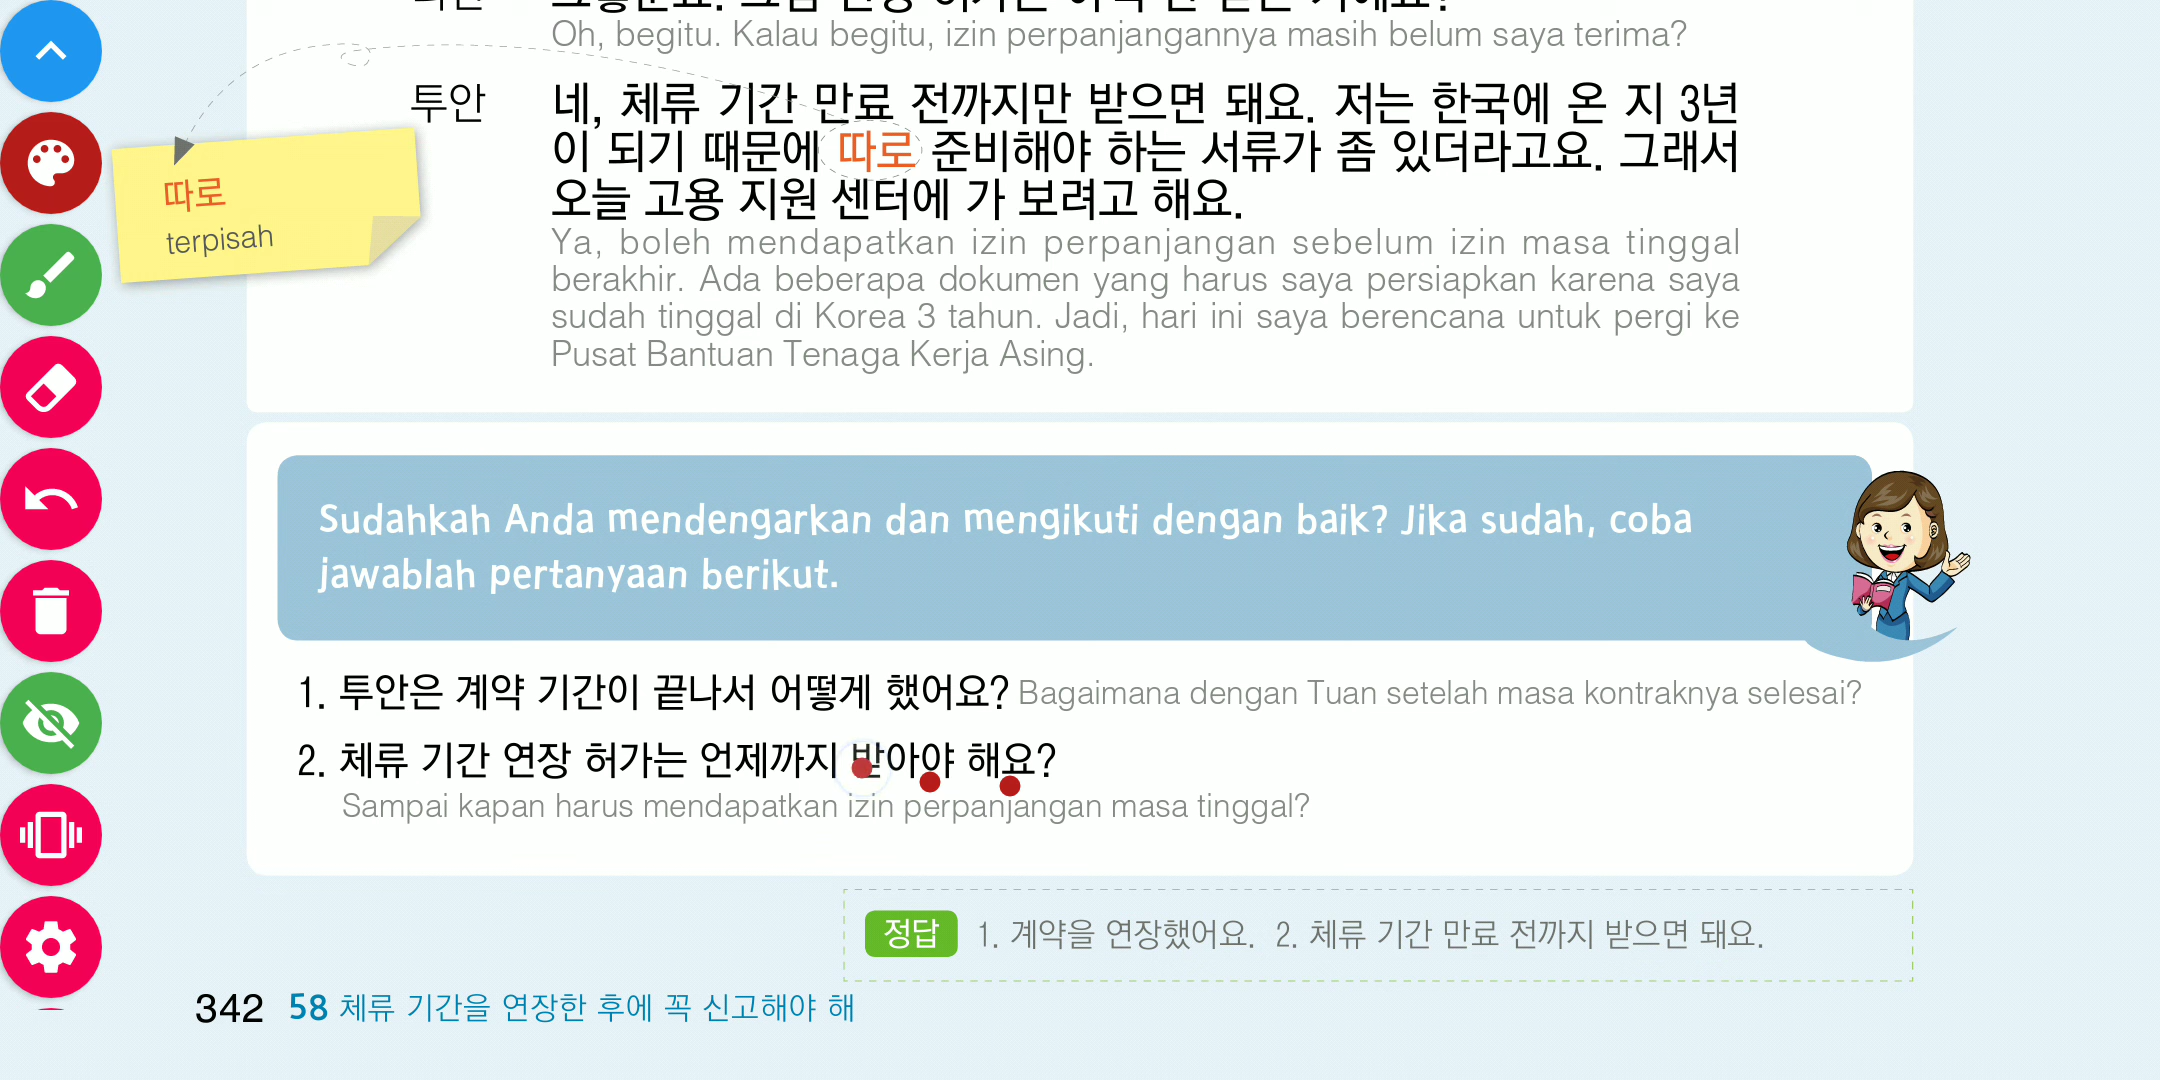 Oh, begitu. Kalau begitu, izin perpanjangannya masih belum saya terima?
투안 네, 체류 기간 만료 전까지만 받으면 돼요. 저는 한국에 온 지 3년
이 되기 때문에 따로 준비해야 하는 서류가 좀 있더라고요. 그래서
오늘 고용 지원 센터에 가 보려고 해요.
Ya, boleh mendapatkan izin perpanjangan sebelum izin masa tinggal
berakhir. Ada beberapa dokumen yang harus saya persiapkan karena saya
sudah tinggal di Korea 3 tahun. Jadi, hari ini saya berencana untuk pergi ke
Pusat Bantuan Tenaga Kerja Asing.
따로
terpisah
Sudahkah Anda mendengarkan dan mengikuti dengan baik? Jika sudah, coba
jawablah pertanyaan berikut.
1. 투안은 계약 기간이 끝나서 어떻게 했어요? Bagaimana dengan Tuan setelah masa kontraknya selesai?
2. 체류 기간 연장 허가는 언제까지 받아야 해요?
Sampai kapan harus mendapatkan izin perpanjangan masa tinggal?
정답 1. 계약을 연장했어요. 2. 체류 기간 만료 전까지 받으면 돼요.
342 58 체류 기간을 연장한 후에 꼭 신고해야 해